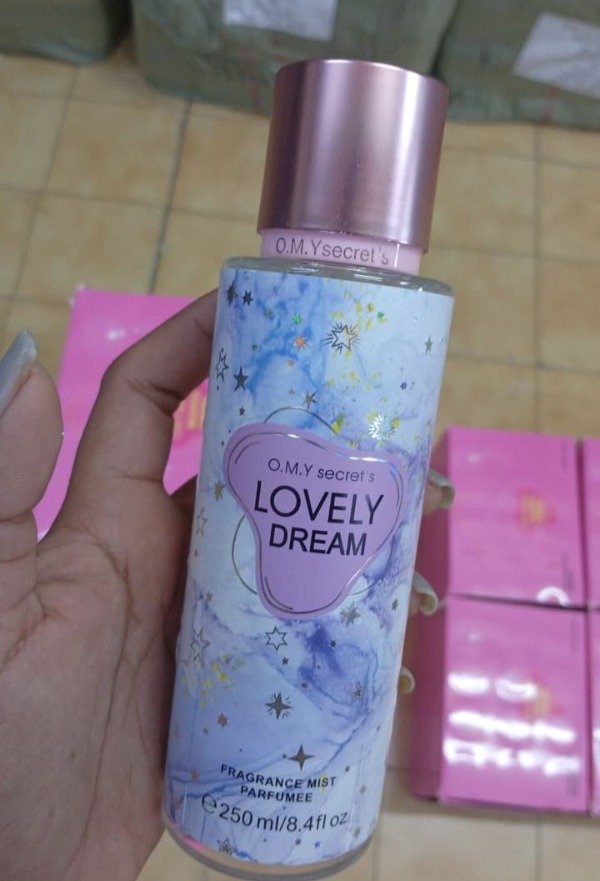 O.M.Ysecret's
O.M.Y secret's
LOVELY
DREAM
FRAGRANCE MIST
PARFUMEE
℮250 ml/8.4fl oz